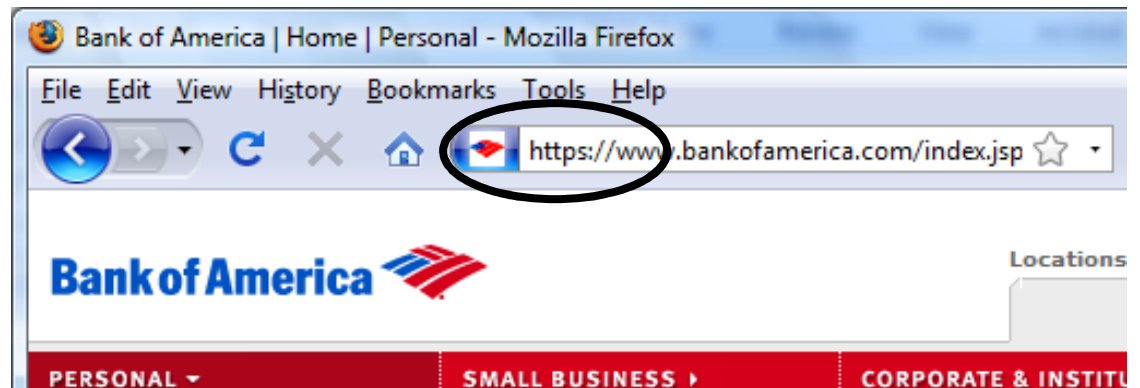 Bank of America | Home | Personal - Mozilla Firefox
File Edit View History Bookmarks Tools Help
https://www.bankofamerica.com/index.jsp
Bank of America
Locations
PERSONAL SMALL BUSINESS CORPORATE & INSTITU